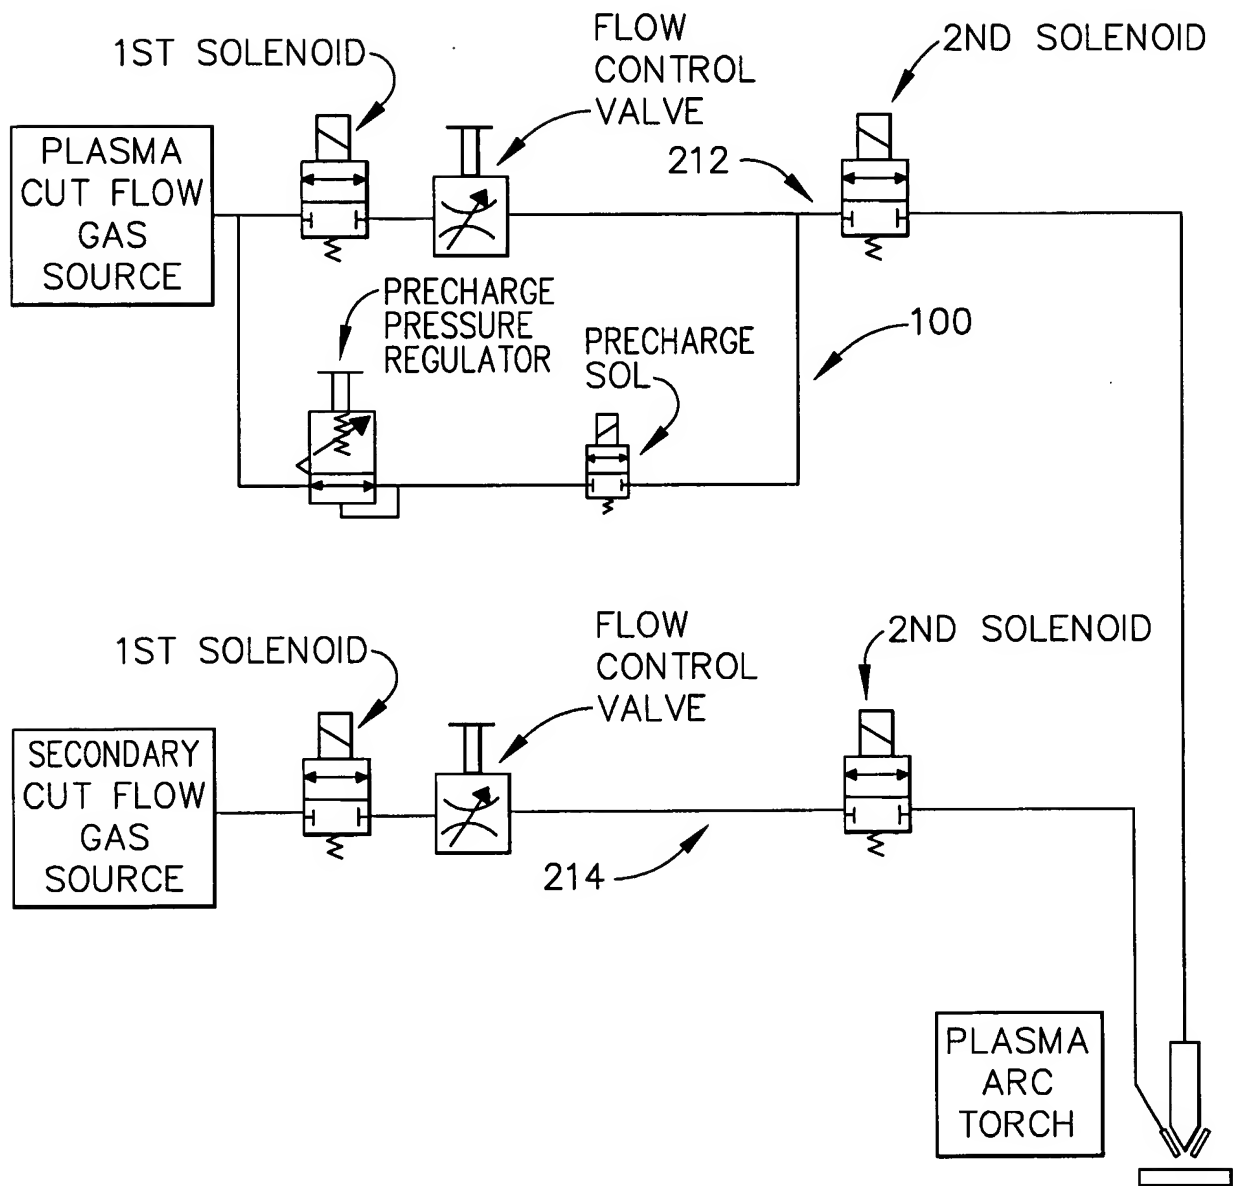 1ST SOLENOID
FLOW
CONTROL
VALVE
2ND SOLENOID
PLASMA
CUT FLOW
GAS
SOURCE
212
PRECHARGE
PRESSURE
REGULATOR
PRECHARGE
SOL
100
1ST SOLENOID
FLOW
CONTROL
VALVE
2ND SOLENOID
SECONDARY
CUT FLOW
GAS
SOURCE
214
PLASMA
ARC
TORCH